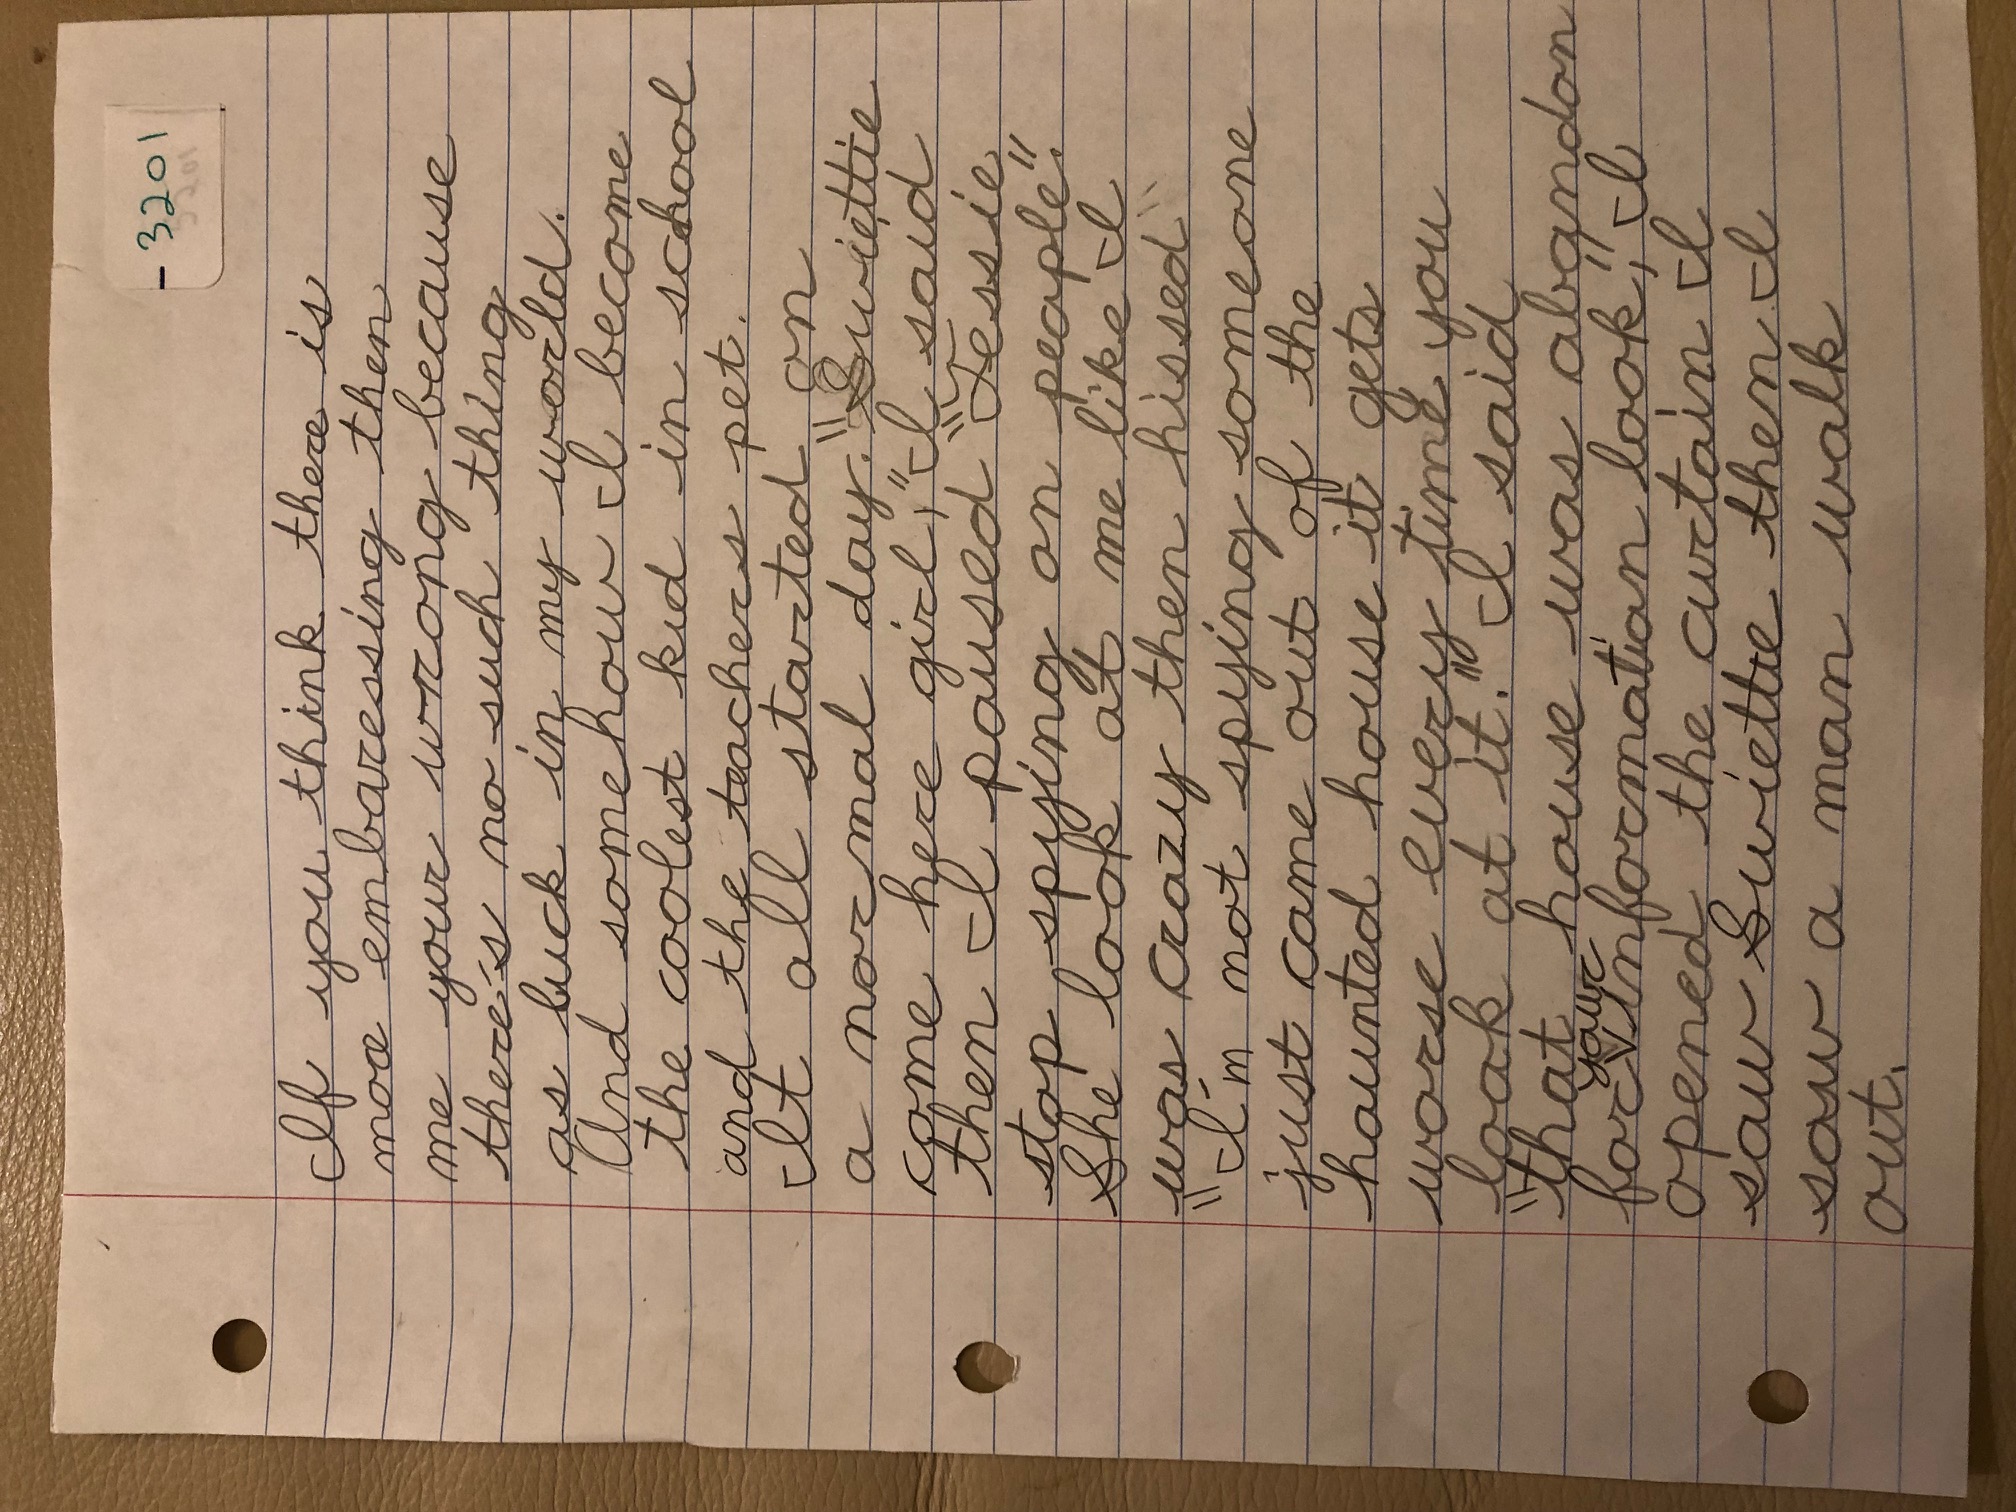 - 3201
If you think there is
more embaressing then
me your wrong because
there's no such thing
as luck in my world.
And somehow I become
the coolest kid in school
and the teachers pet.
It all started on
a normal day. "Swiettie
come here girl," I said
then I paused "Tessie
stop spying on people".
She look at me like I
was crazy then hissed
"I'm not spying someone
just came out of the
haunted house it gets
worse every time you
look at it." I said
"that house was abandon
for your information look," I
opened the curtain I
saw Swiettie then I
saw a man walk
out.